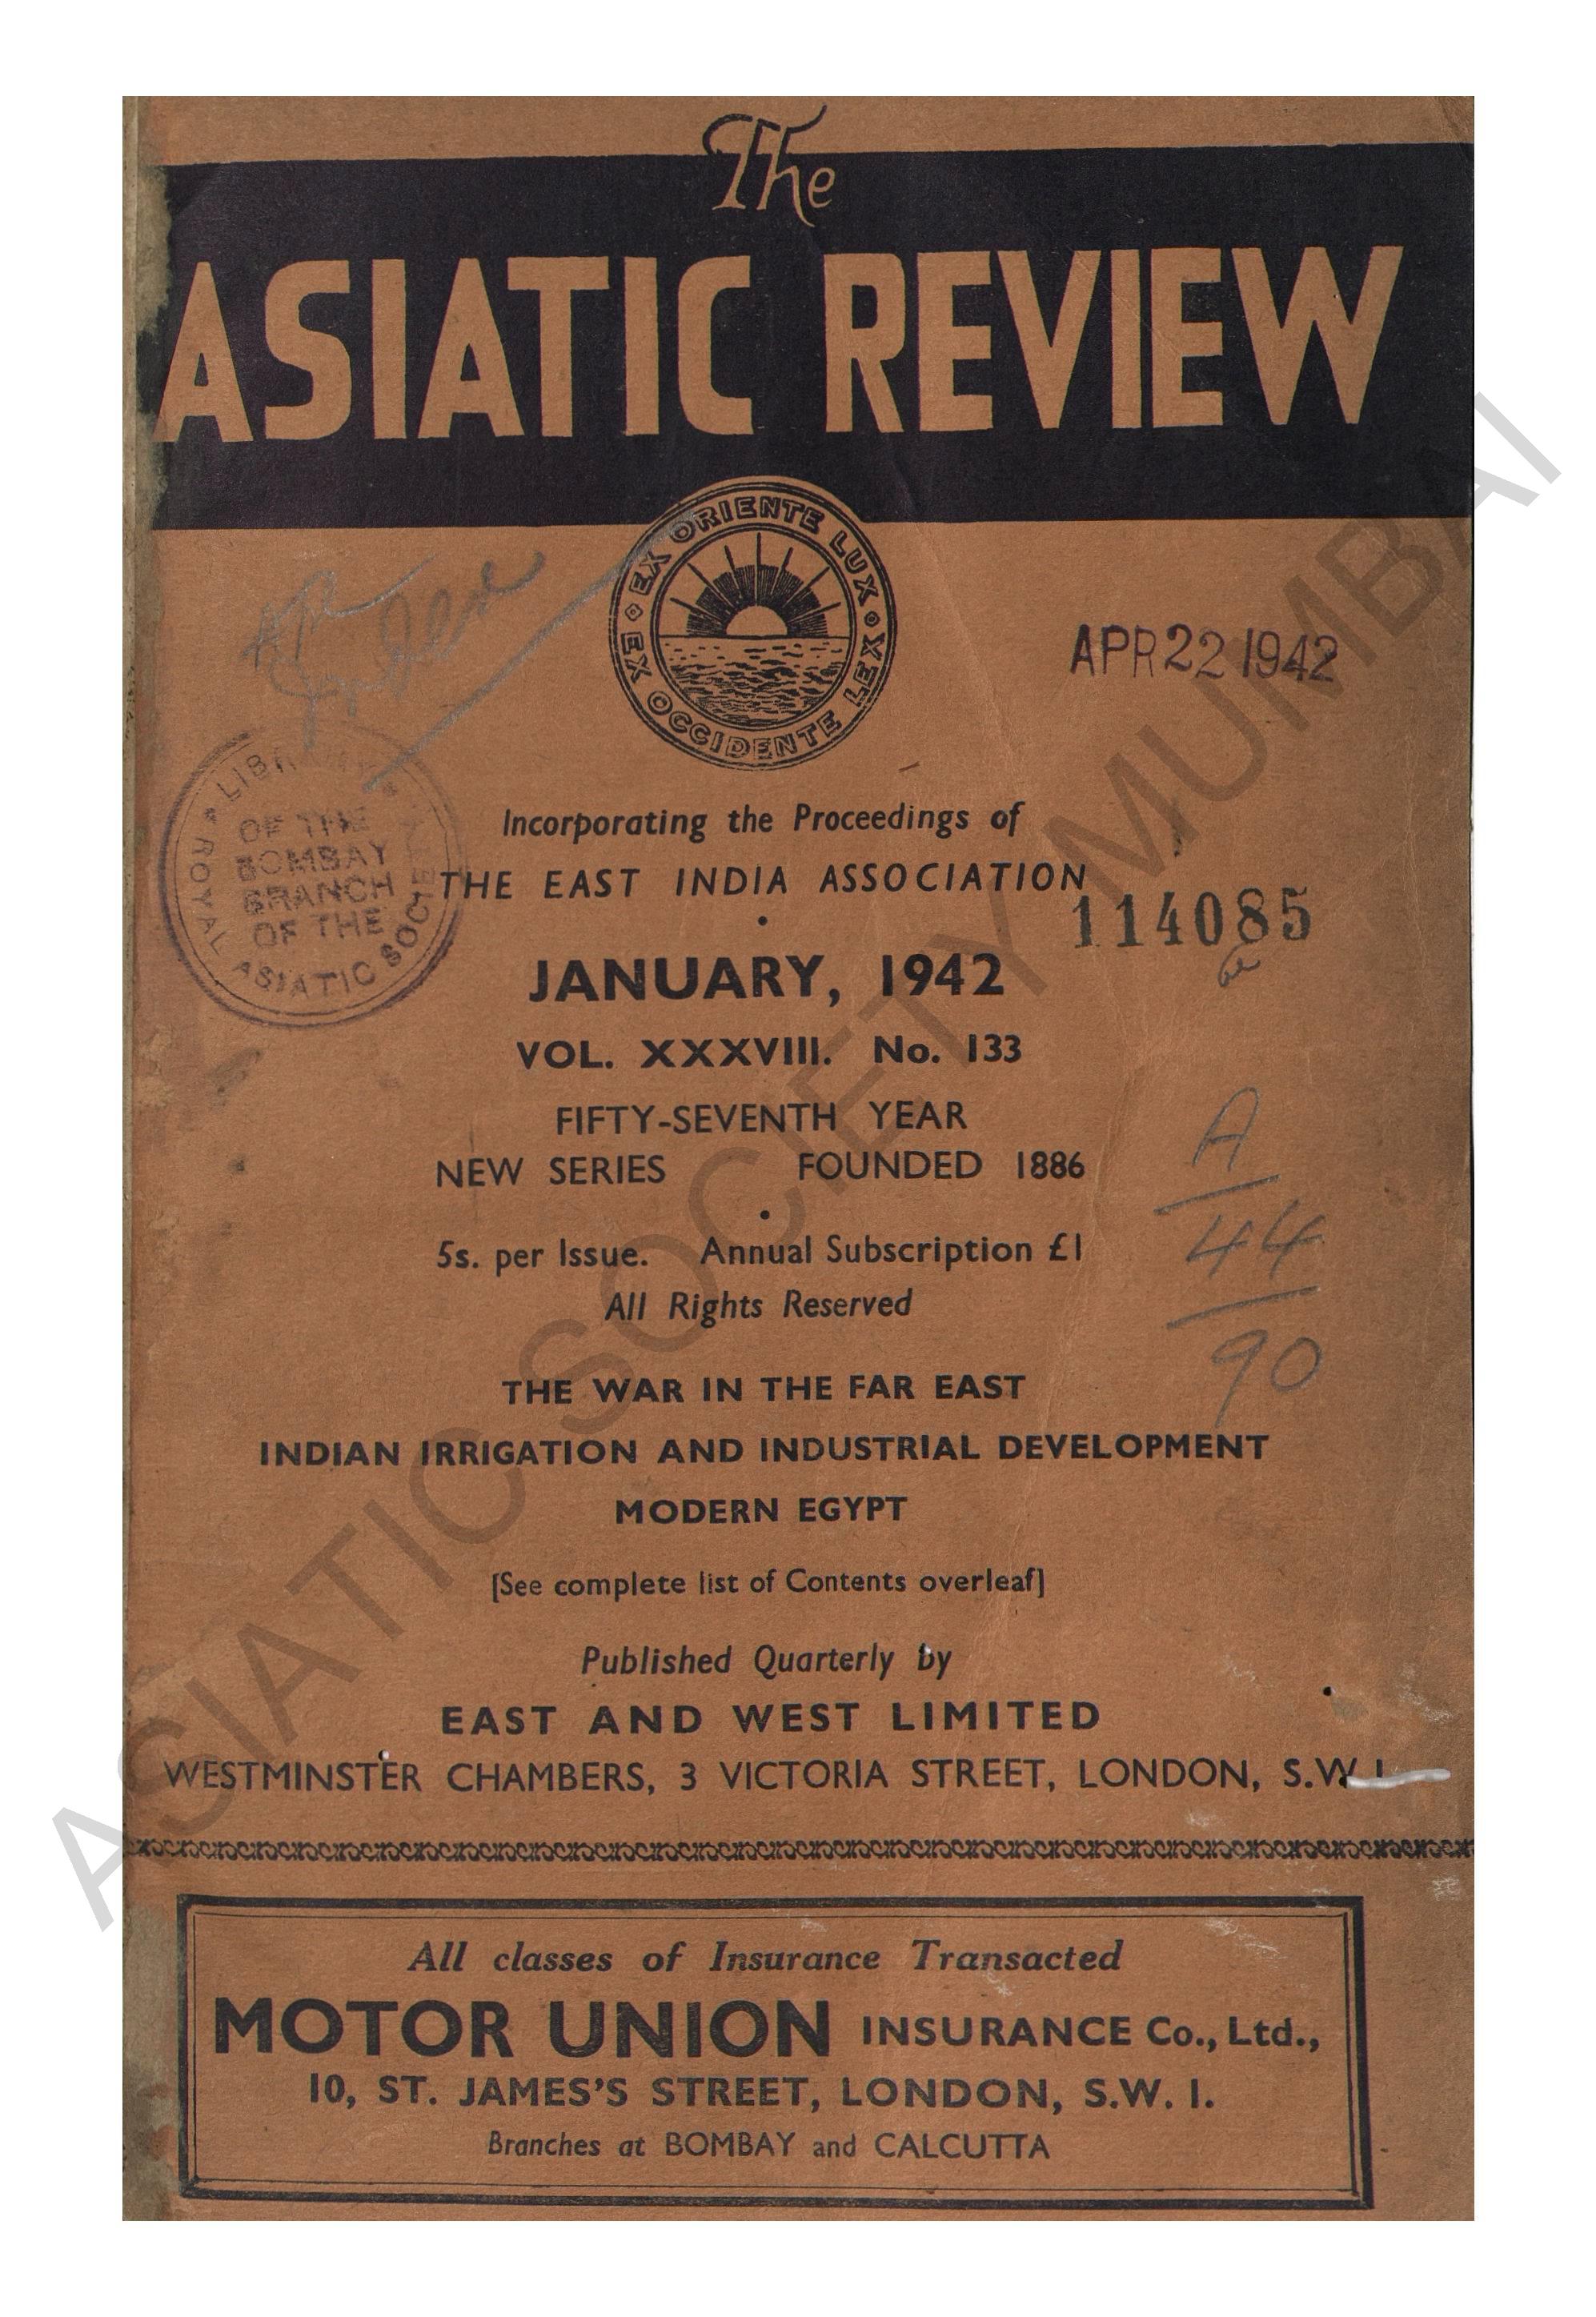 The
ASIATIC REVIEW
EX ORIENTE LUX
EX OCCIDENTE LEX
APR 22 1942
LIBRARY
OF THE
BOMBAY
BRANCH
OF THE
ROYAL ASIATIC SOCIETY
Incorporating the Proceedings of
THE EAST INDIA ASSOCIATION
114085
JANUARY, 1942
VOL. XXXVIII. No. 133
FIFTY-SEVENTH YEAR
NEW SERIES FOUNDED 1886
A
44
90
5s. per Issue. Annual Subscription £1
All Rights Reserved
THE WAR IN THE FAR EAST
INDIAN IRRIGATION AND INDUSTRIAL DEVELOPMENT
MODERN EGYPT
[See complete list of Contents overleaf]
Published Quarterly by
EAST AND WEST LIMITED
WESTMINSTER CHAMBERS, 3 VICTORIA STREET, LONDON, S.W.1
All classes of Insurance Transacted
MOTOR UNION INSURANCE Co., Ltd.,
10, ST. JAMES'S STREET, LONDON, S.W. 1.
Branches at BOMBAY and CALCUTTA
ASIATIC SOCIETY MUMBAI